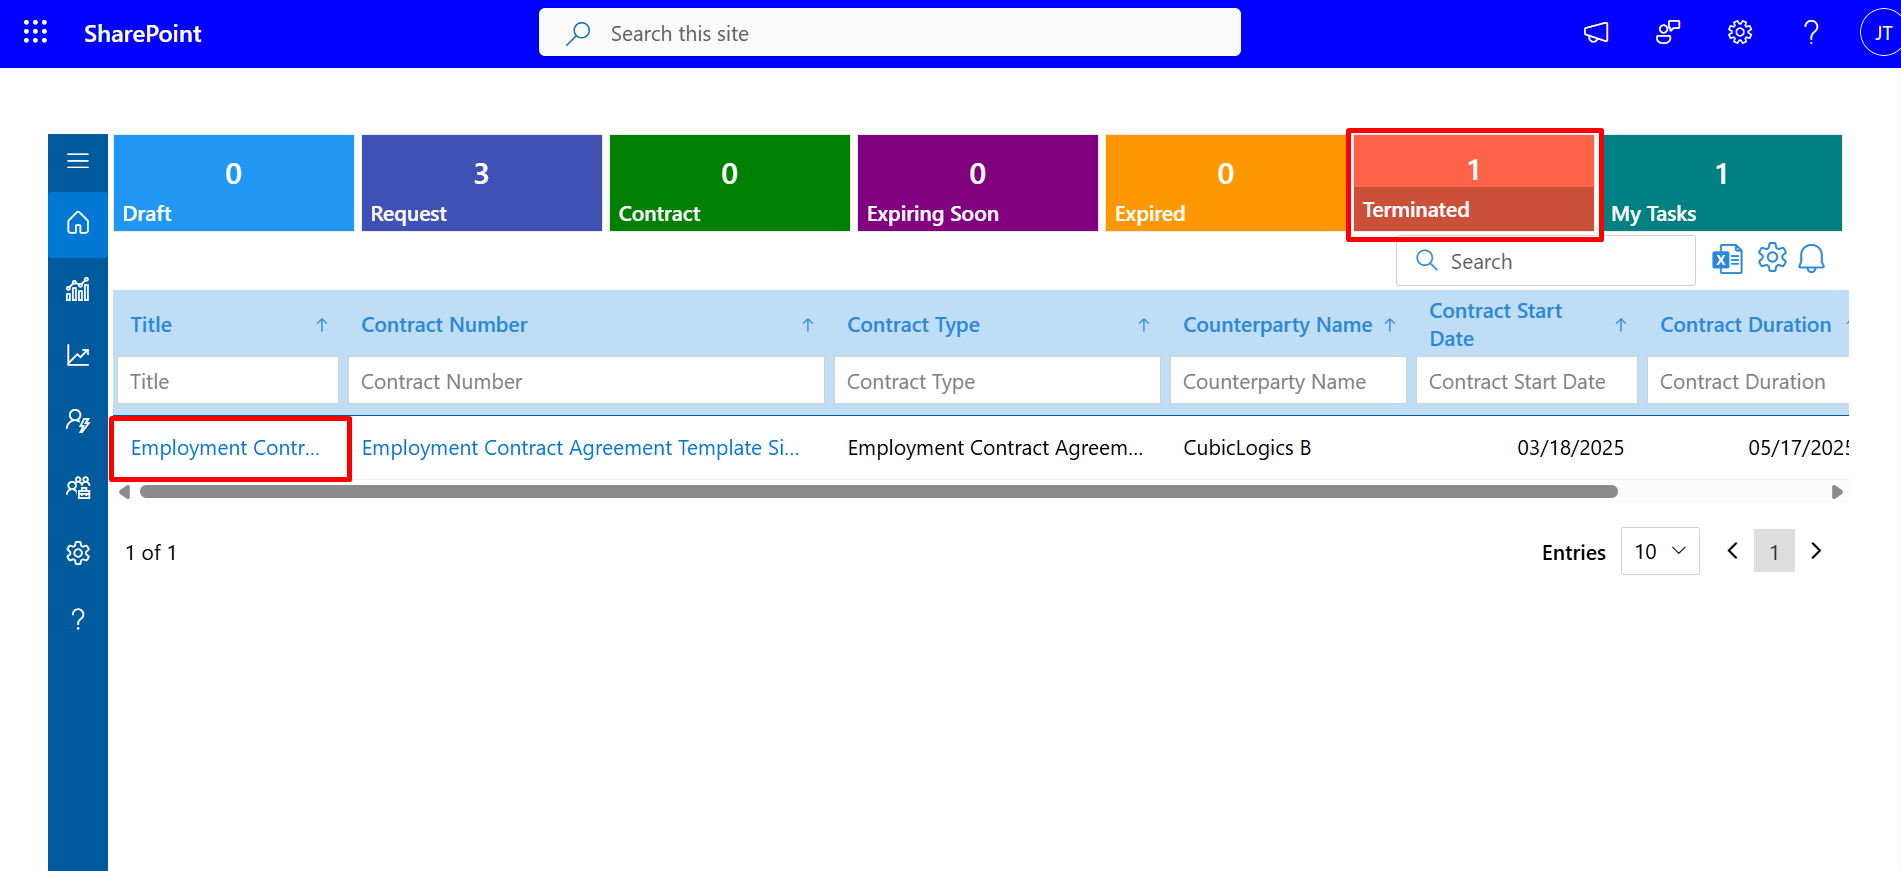 SharePoint
Search this site
JT
0
Draft
3
Request
0
Contract
0
Expiring Soon
0
Expired
1
Terminated
1
My Tasks
Search
Title
Contract Number
Contract Type
Counterparty Name
Contract Start
Date
Contract Duration
Title
Contract Number
Contract Type
Counterparty Name
Contract Start Date
Contract Duration
Employment Contr...
Employment Contract Agreement Template Si...
Employment Contract Agreem...
CubicLogics B
03/18/2025
05/17/2025
1 of 1
Entries
10
1